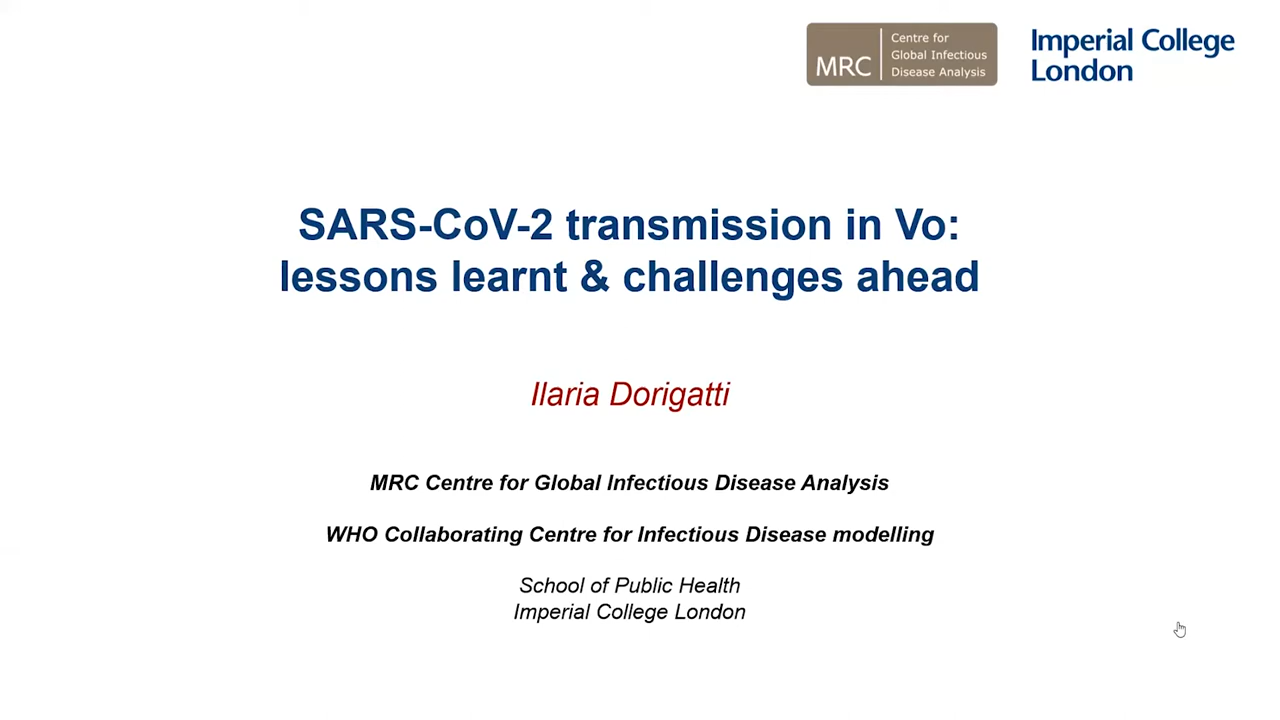 MRC
Centre for
Global Infectious
Disease Analysis
Imperial College
London
SARS-CoV-2 transmission in Vo:
lessons learnt & challenges ahead
Ilaria Dorigatti
MRC Centre for Global Infectious Disease Analysis
WHO Collaborating Centre for Infectious Disease modelling
School of Public Health
Imperial College London